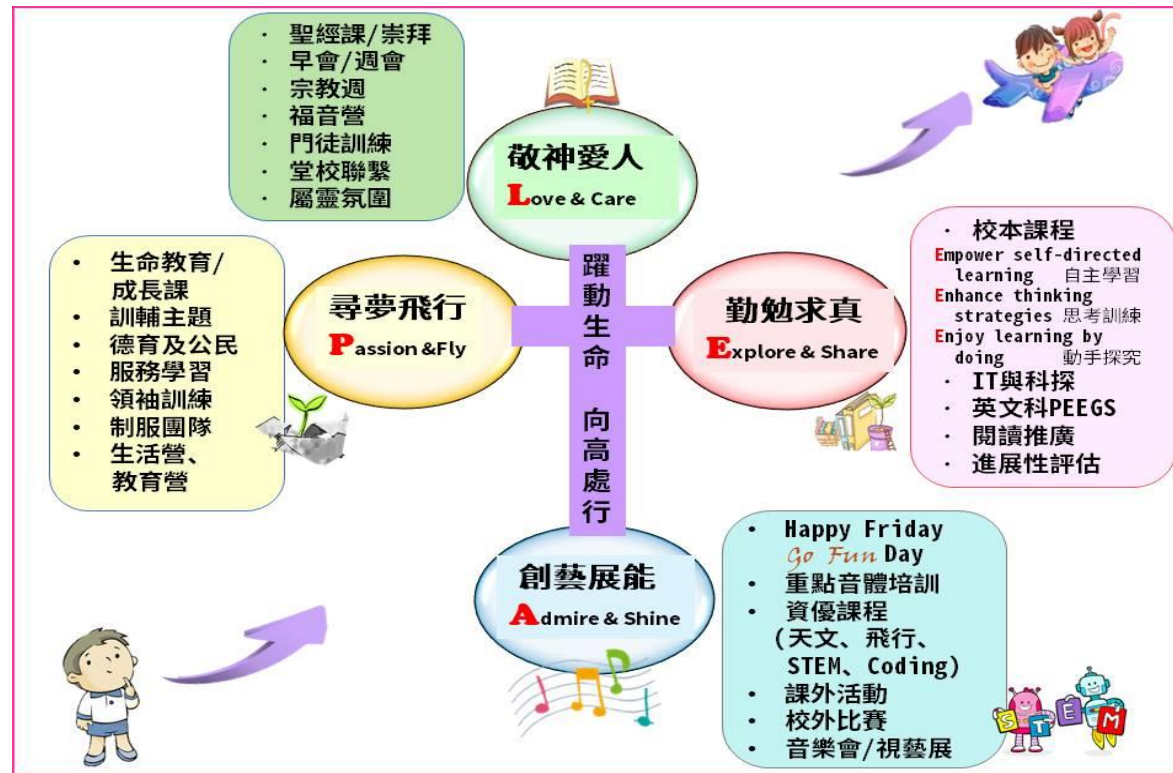 · 聖經課/崇拜
· 早會/週會
· 宗教週
· 福音營
· 門徒訓練
· 堂校聯繫
· 屬靈氛圍
敬神愛人
Love & Care
• 生命教育/
成長課
• 訓輔主題
• 德育及公民
• 服務學習
• 領袖訓練
• 制服團隊
• 生活營、
教育營
尋夢飛行
Passion &Fly
躍動生命 向高處行
勤勉求真
Explore & Share
· 校本課程
Empower self-directed
learning 自主學習
Enhance thinking
strategies 思考訓練
Enjoy learning by
doing 動手探究
· IT與科探
· 英文科PEEGS
· 閱讀推廣
· 進展性評估
創藝展能
Admire & Shine
• Happy Friday
Go Fun Day
• 重點音體培訓
• 資優課程
(天文、飛行、
STEM、Coding)
• 課外活動
• 校外比賽
• 音樂會/視藝展
STEM